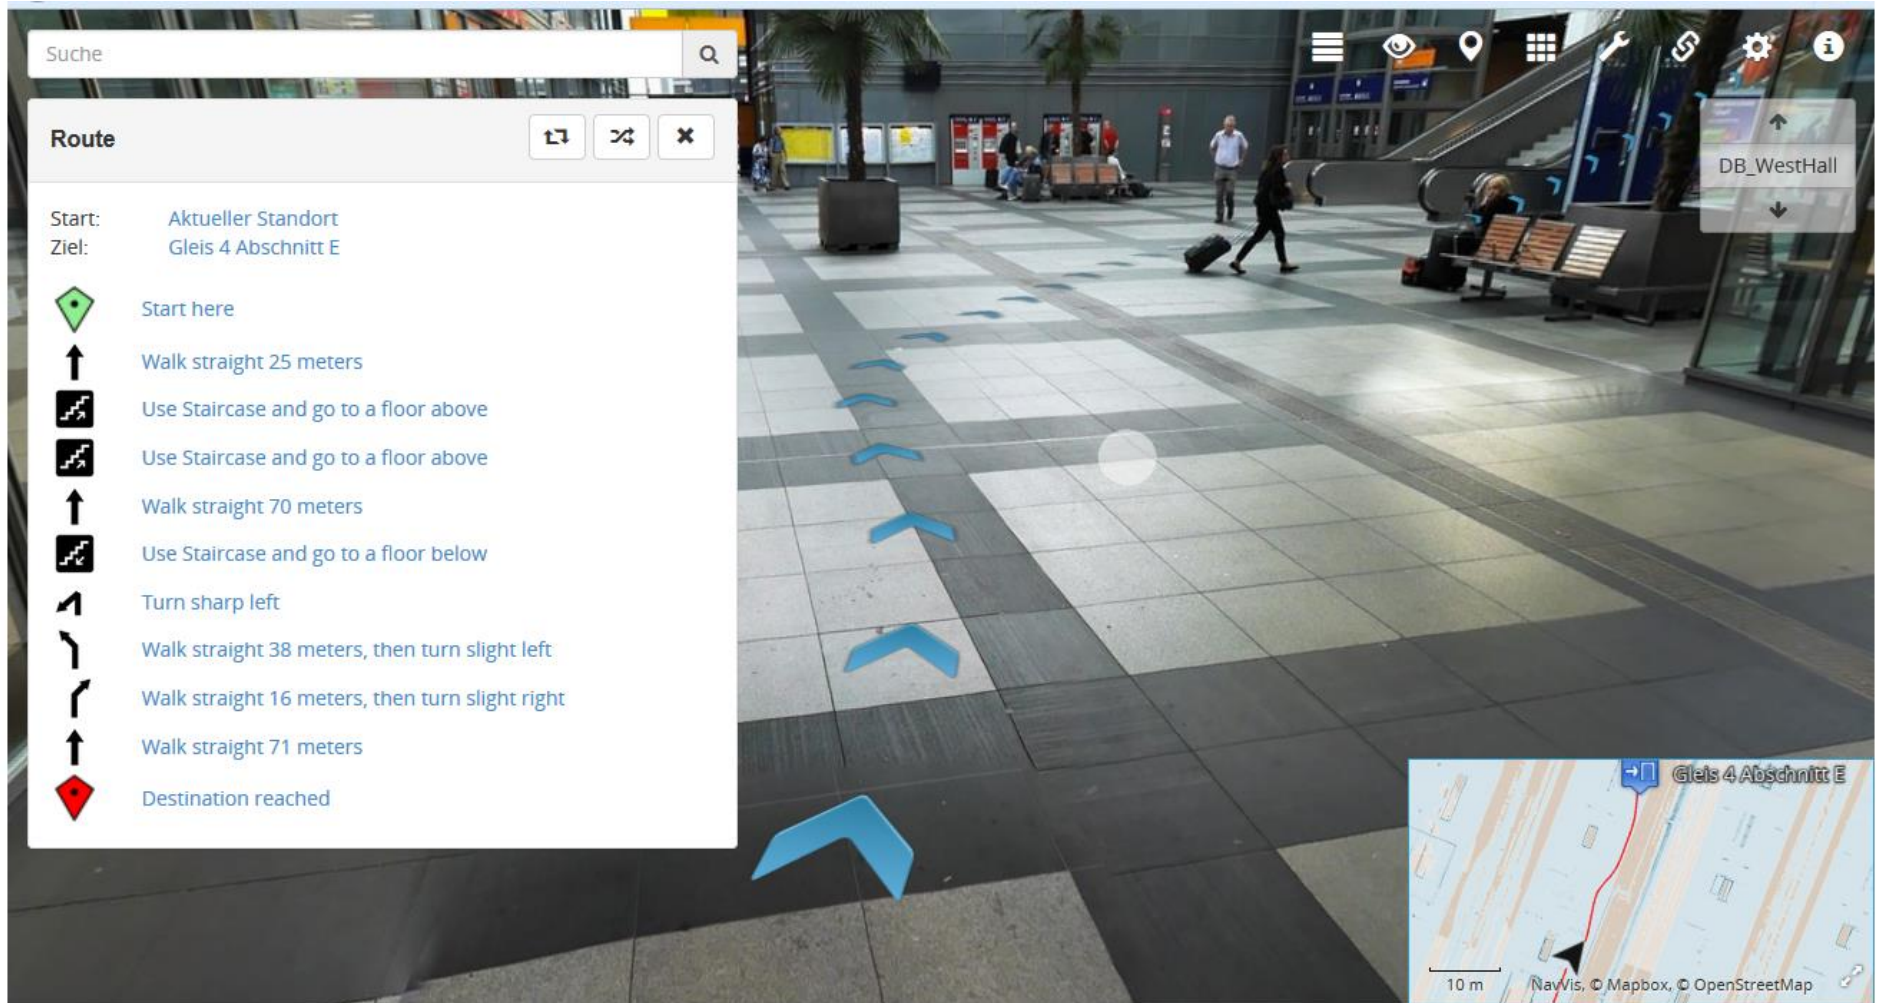 Suche
Route
Start: Aktueller Standort
Ziel: Gleis 4 Abschnitt E
Start here
Walk straight 25 meters
Use Staircase and go to a floor above
Use Staircase and go to a floor above
Walk straight 70 meters
Use Staircase and go to a floor below
Turn sharp left
Walk straight 38 meters, then turn slight left
Walk straight 16 meters, then turn slight right
Walk straight 71 meters
Destination reached
DB_WestHall
Gleis 4 Abschnitt E
10 m
NavVis, © Mapbox, © OpenStreetMap